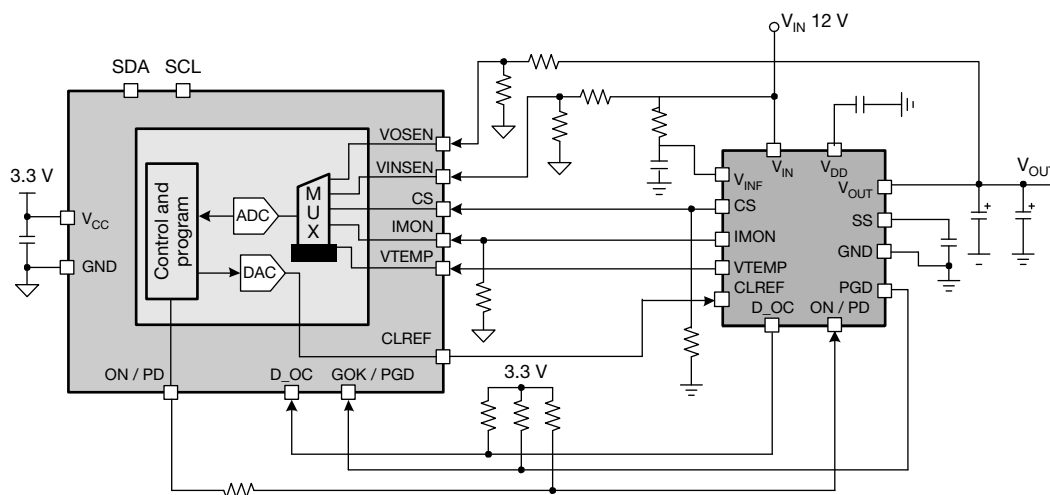 V_IN 12 V
SDA SCL
3.3 V
V_CC
GND
Control and
program
ADC
DAC
MUX
VOSEN
VINSEN
CS
IMON
VTEMP
CLREF
ON / PD
D_OC
GOK / PGD
3.3 V
V_IN
V_DD
V_INF
CS
IMON
VTEMP
CLREF
D_OC
ON / PD
V_OUT
SS
GND
PGD
V_OUT
+
+